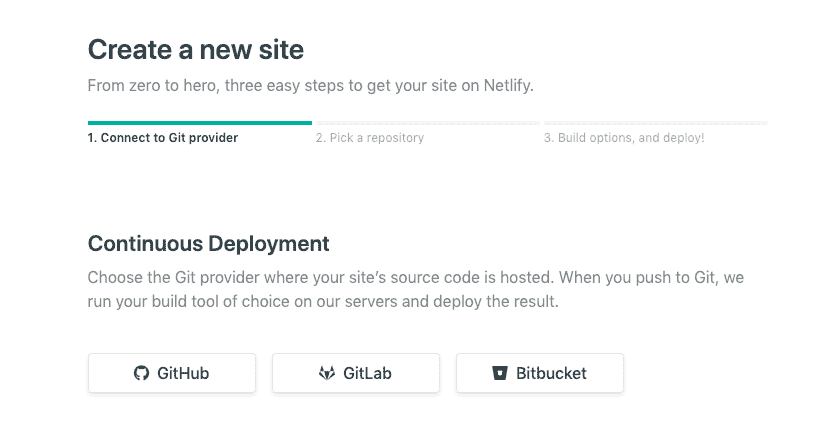 Create a new site
From zero to hero, three easy steps to get your site on Netlify.
1. Connect to Git provider
2. Pick a repository
3. Build options, and deploy!
Continuous Deployment
Choose the Git provider where your site’s source code is hosted. When you push to Git, we
run your build tool of choice on our servers and deploy the result.
GitHub
GitLab
Bitbucket